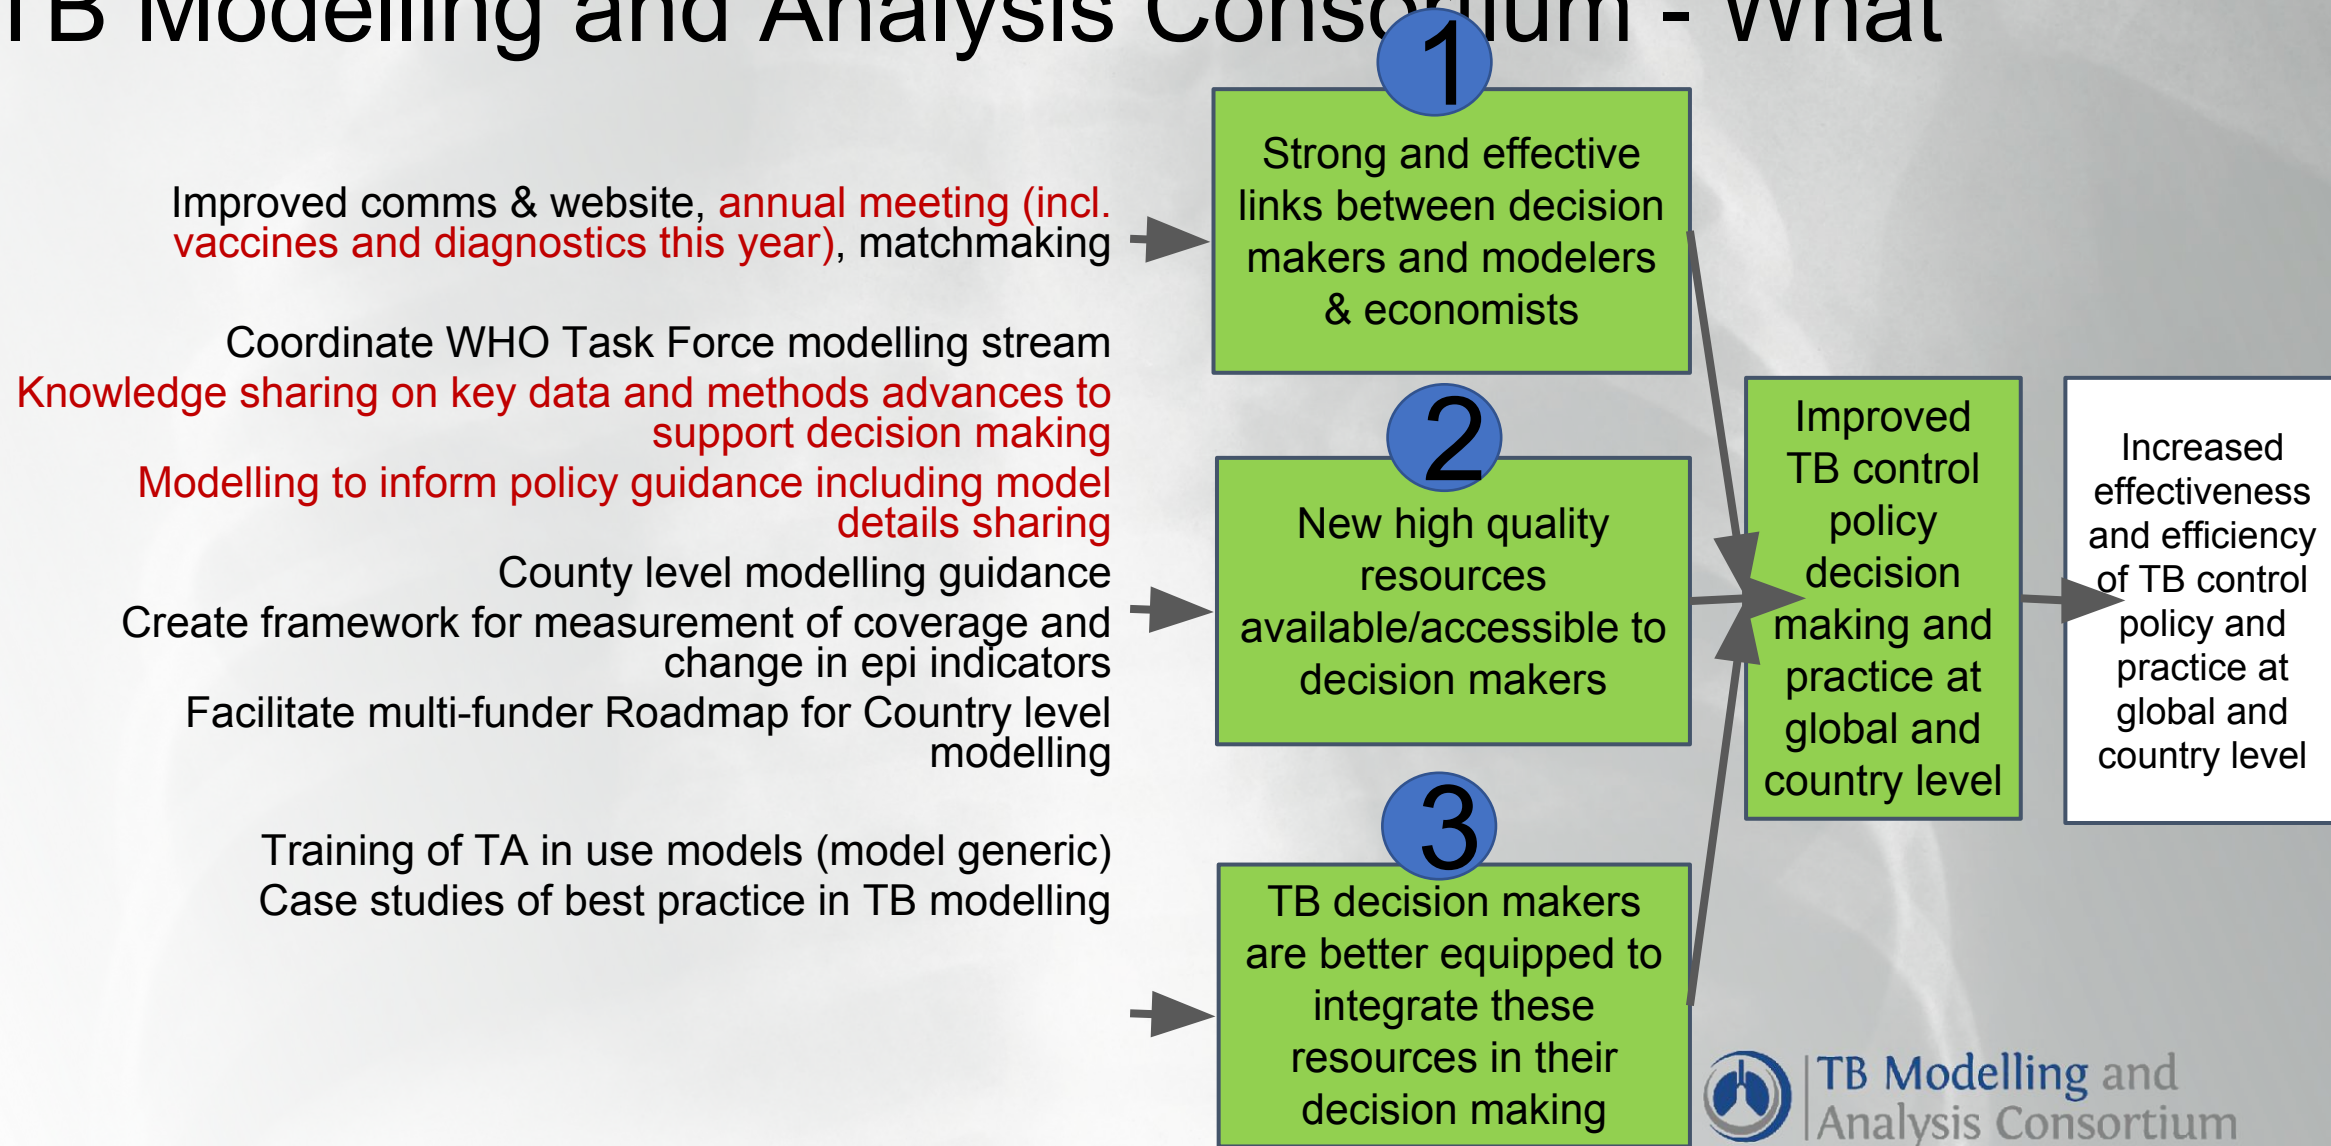 TB Modelling and Analysis Consortium - What
Improved comms & website, annual meeting (incl.
vaccines and diagnostics this year), matchmaking
Coordinate WHO Task Force modelling stream
Knowledge sharing on key data and methods advances to
support decision making
Modelling to inform policy guidance including model
details sharing
County level modelling guidance
Create framework for measurement of coverage and
change in epi indicators
Facilitate multi-funder Roadmap for Country level
modelling
Training of TA in use models (model generic)
Case studies of best practice in TB modelling
1
Strong and effective
links between decision
makers and modelers
& economists
2
New high quality
resources
available/accessible to
decision makers
3
TB decision makers
are better equipped to
integrate these
resources in their
decision making
Improved
TB control
policy
decision
making and
practice at
global and
country level
Increased
effectiveness
and efficiency
of TB control
policy and
practice at
global and
country level
TB Modelling and
Analysis Consortium